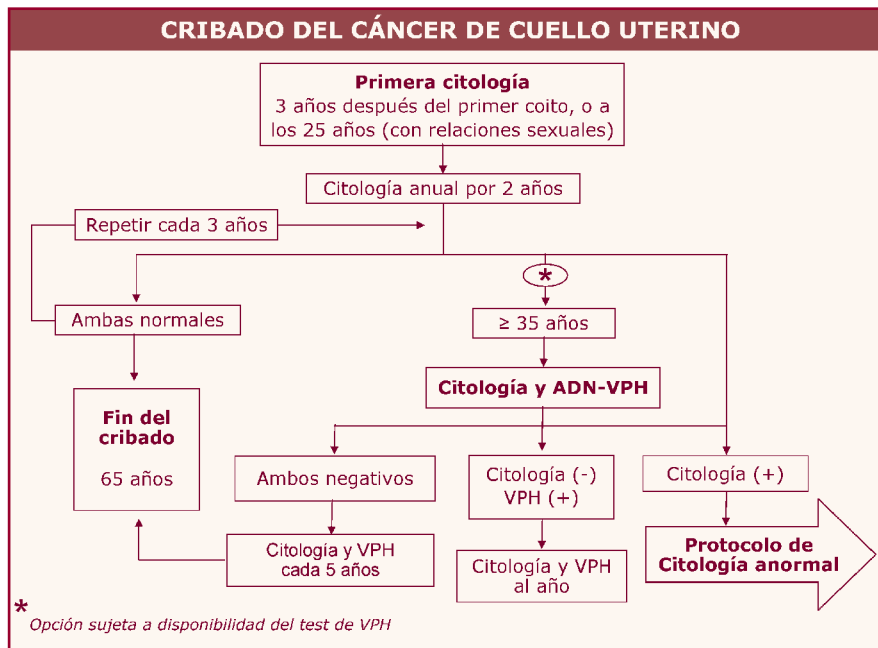 CRIBADO DEL CÁNCER DE CUELLO UTERINO
Primera citología
3 años después del primer coito, o a
los 25 años (con relaciones sexuales)
Citología anual por 2 años
Repetir cada 3 años
*
Ambas normales
≥ 35 años
Citología y ADN-VPH
Fin del
cribado
65 años
Ambos negativos
Citología (-)
VPH (+)
Citología (+)
Citología y VPH
cada 5 años
Citología y VPH
al año
Protocolo de
Citología anormal
*
Opción sujeta a disponibilidad del test de VPH